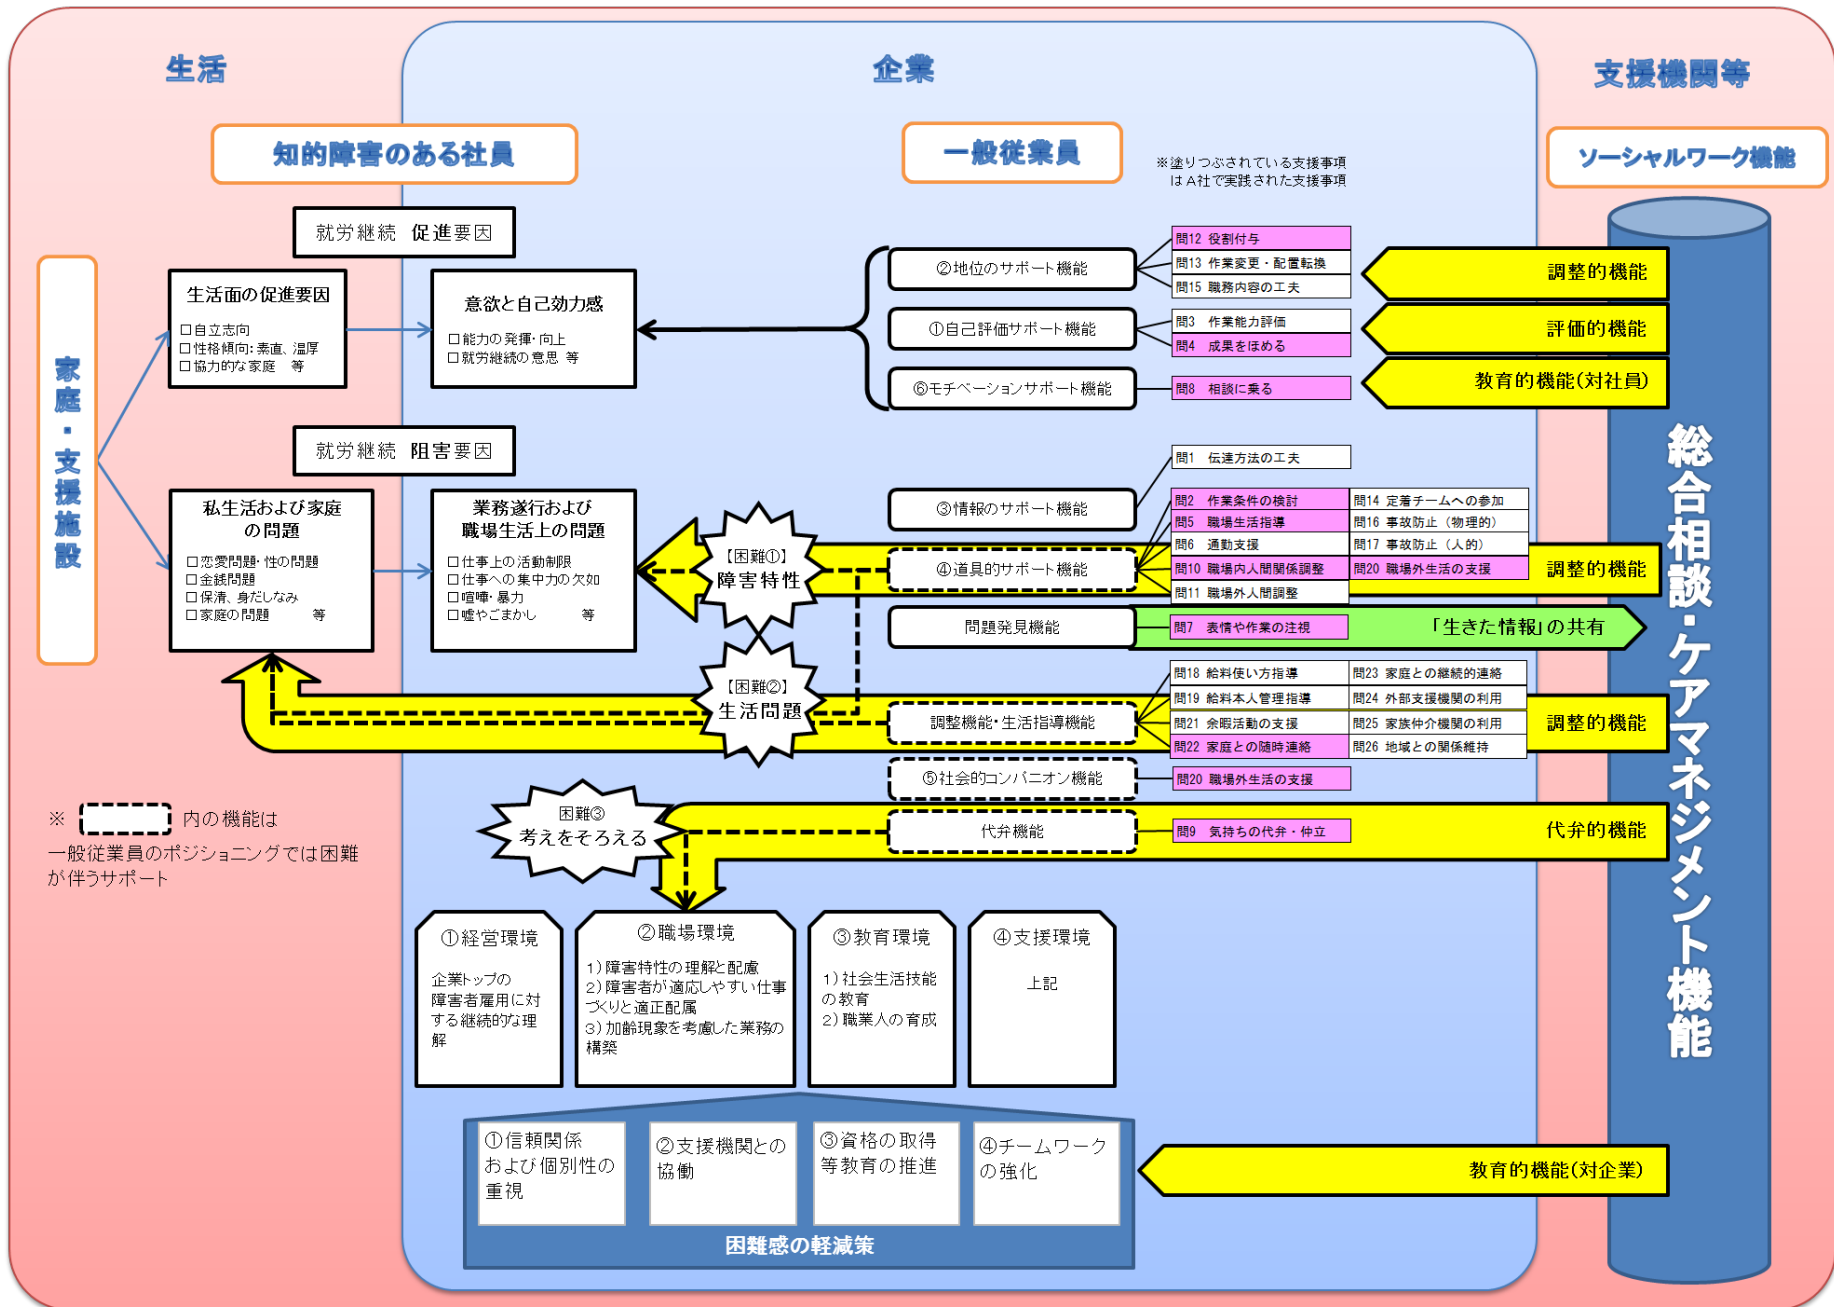 生活
企業
支援機関等
知的障害のある社員
一般従業員
※塗りつぶされている支援事項
はA社で実践された支援事項
ソーシャルワーク機能
就労継続 促進要因
家庭・支援施設
生活面の促進要因
□自立志向
□性格傾向:素直、温厚
□協力的な家庭 等
意欲と自己効力感
□能力の発揮・向上
□就労継続の意思 等
②地位のサポート機能
問12 役割付与
問13 作業変更・配置転換
問15 職務内容の工夫
調整的機能
①自己評価サポート機能
問3 作業能力評価
問4 成果をほめる
評価的機能
⑥モチベーションサポート機能
問8 相談に乗る
教育的機能(対社員)
総合相談・ケアマネジメント機能
就労継続 阻害要因
私生活および家庭
の問題
□恋愛問題・性の問題
□金銭問題
□保清、身だしなみ
□家庭の問題 等
業務遂行および
職場生活上の問題
□仕事上の活動制限
□仕事への集中力の欠如
□喧嘩・暴力
□嘘やごまかし 等
【困難①】
障害特性
③情報のサポート機能
問1 伝達方法の工夫
④道具的サポート機能
問2 作業条件の検討
問14 定着チームへの参加
問5 職場生活指導
問16 事故防止(物理的)
問6 通勤支援
問17 事故防止(人的)
問10 職場内人間関係調整
問20 職場外生活の支援
問11 職場外人間調整
調整的機能
問題発見機能
問7 表情や作業の注視
「生きた情報」の共有
【困難②】
生活問題
調整機能・生活指導機能
問18 給料使い方指導
問23 家庭との継続的連絡
問19 給料本人管理指導
問24 外部支援機関の利用
問21 余暇活動の支援
問25 家族仲介機関の利用
問22 家庭との随時連絡
問26 地域との関係維持
調整的機能
⑤社会的コンパニオン機能
問20 職場外生活の支援
困難③
考えをそろえる
代弁機能
問9 気持ちの代弁・仲立
代弁的機能
※ 内の機能は
一般従業員のポジショニングでは困難
が伴うサポート
①経営環境
企業トップの
障害者雇用に対
する継続的な理
解
②職場環境
1)障害特性の理解と配慮
2)障害者が適応しやすい仕事
づくりと適正配属
3)加齢現象を考慮した業務の
構築
③教育環境
1)社会生活技能
の教育
2)職業人の育成
④支援環境
上記
①信頼関係
および個別性の
重視
②支援機関との
協働
③資格の取得
等教育の推進
④チームワーク
の強化
困難感の軽減策
教育的機能(対企業)